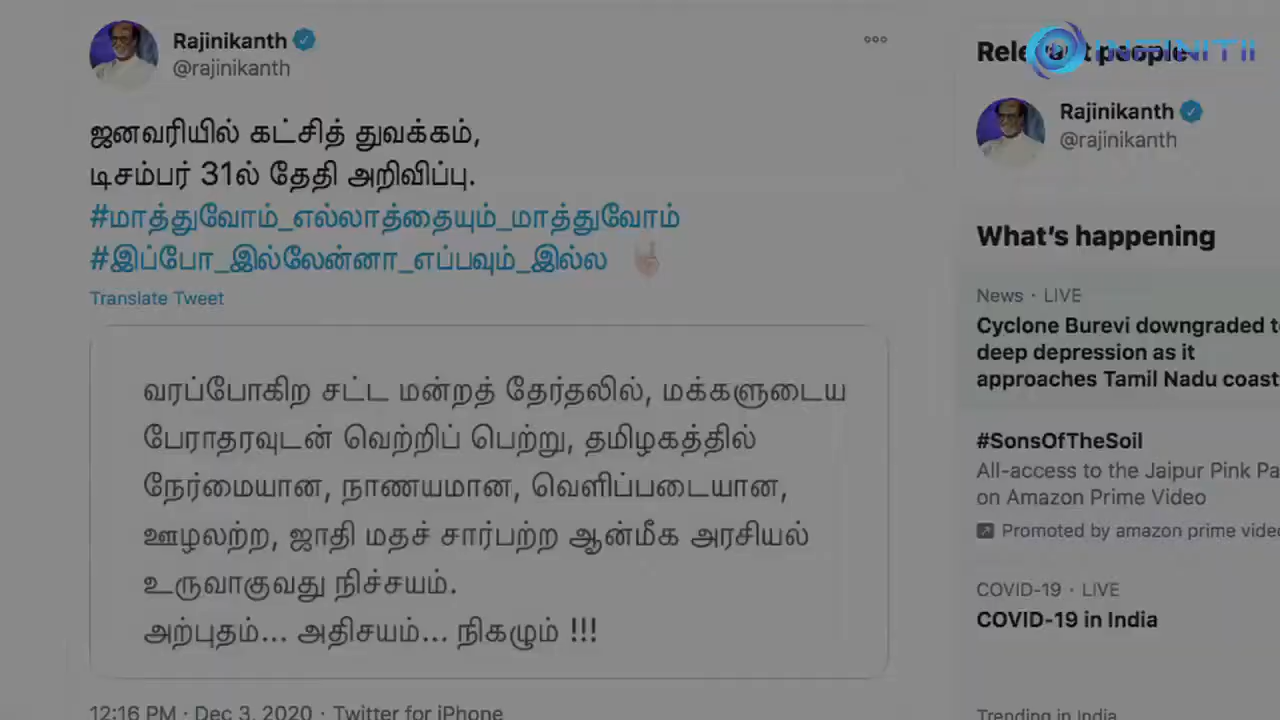 Rajinikanth
@rajinikanth
ஜனவரியில் கட்சித் துவக்கம்,
டிசம்பர் 31ல் தேதி அறிவிப்பு.
#மாத்துவோம்_எல்லாத்தையும்_மாத்துவோம்
#இப்போ_இல்லேன்னா_எப்பவும்_இல்ல
Translate Tweet
வரப்போகிற சட்ட மன்றத் தேர்தலில், மக்களுடைய
பேராதரவுடன் வெற்றிப் பெற்று, தமிழகத்தில்
நேர்மையான, நாணயமான, வெளிப்படையான,
ஊழலற்ற, ஜாதி மதச் சார்பற்ற ஆன்மீக அரசியல்
உருவாகுவது நிச்சயம்.
அற்புதம்... அதிசயம்... நிகழும் !!!
12:16 PM · Dec 3, 2020 · Twitter for iPhone
Relevant people
INFINITII
Rajinikanth
@rajinikanth
What's happening
News · LIVE
Cyclone Burevi downgraded t
deep depression as it
approaches Tamil Nadu coast
#SonsOfTheSoil
All-access to the Jaipur Pink Pa
on Amazon Prime Video
Promoted by amazon prime vide
COVID-19 · LIVE
COVID-19 in India
Trending in India